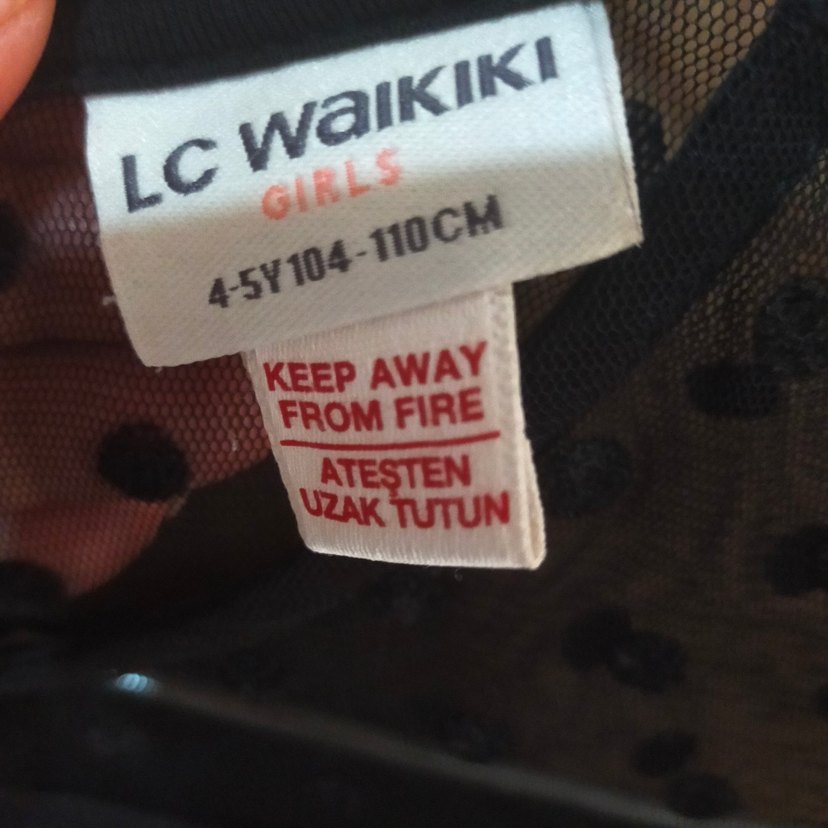 LC WaIKIKI
GIRLS
4-5Y 104-110CM
KEEP AWAY
FROM FIRE
ATEŞTEN
UZAK TUTUN